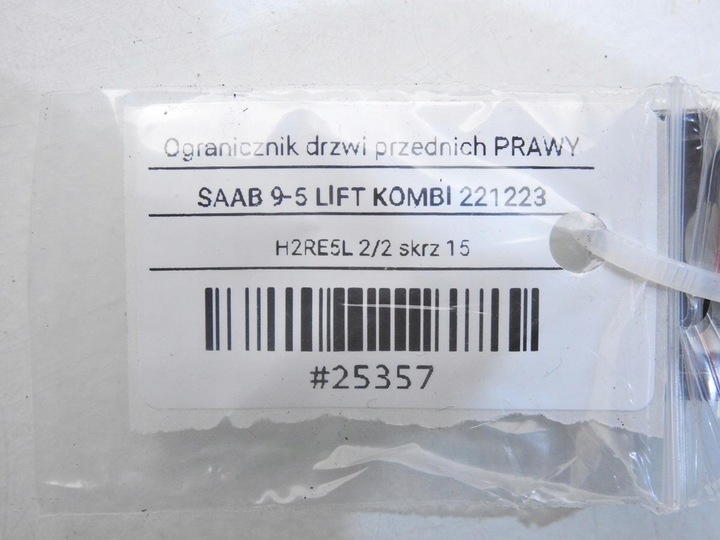 Ogranicznik drzwi przednich PRAWY
SAAB 9-5 LIFT KOMBI 221223
H2RE5L 2/2 skrz 15
#25357